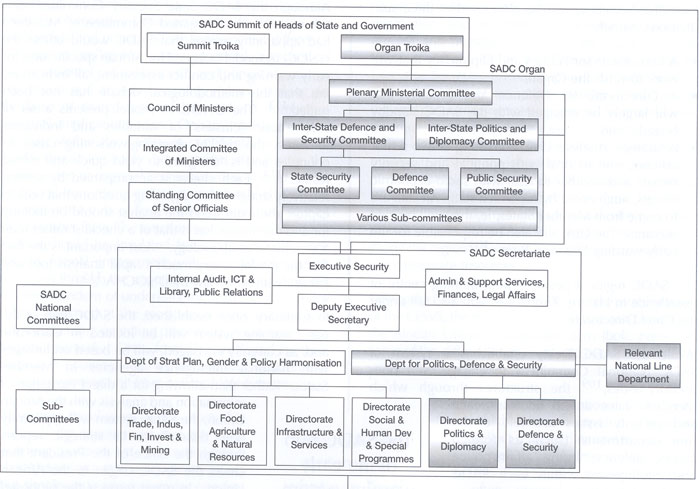 SADC Summit of Heads of State and Government
Summit Troika
Organ Troika
SADC Organ
Plenary Ministerial Committee
Council of Ministers
Inter-State Defence and
Security Committee
Inter-State Politics and
Diplomacy Committee
Integrated Committee
of Ministers
State Security
Committee
Defence
Committee
Public Security
Committee
Standing Committee
of Senior Officials
Various Sub-committees
SADC Secretariate
Executive Security
Internal Audit, ICT &
Library, Public Relations
Admin & Support Services,
Finances, Legal Affairs
SADC
National
Committees
Deputy Executive
Secretary
Dept of Strat Plan, Gender & Policy Harmonisation
Dept for Politics, Defence & Security
Relevant
National Line
Department
Sub-
Committees
Directorate
Trade, Indus,
Fin, Invest &
Mining
Directorate
Food,
Agriculture
& Natural
Resources
Directorate
Infrastructure &
Services
Directorate
Social &
Human Dev
& Special
Programmes
Directorate
Politics &
Diplomacy
Directorate
Defence &
Security